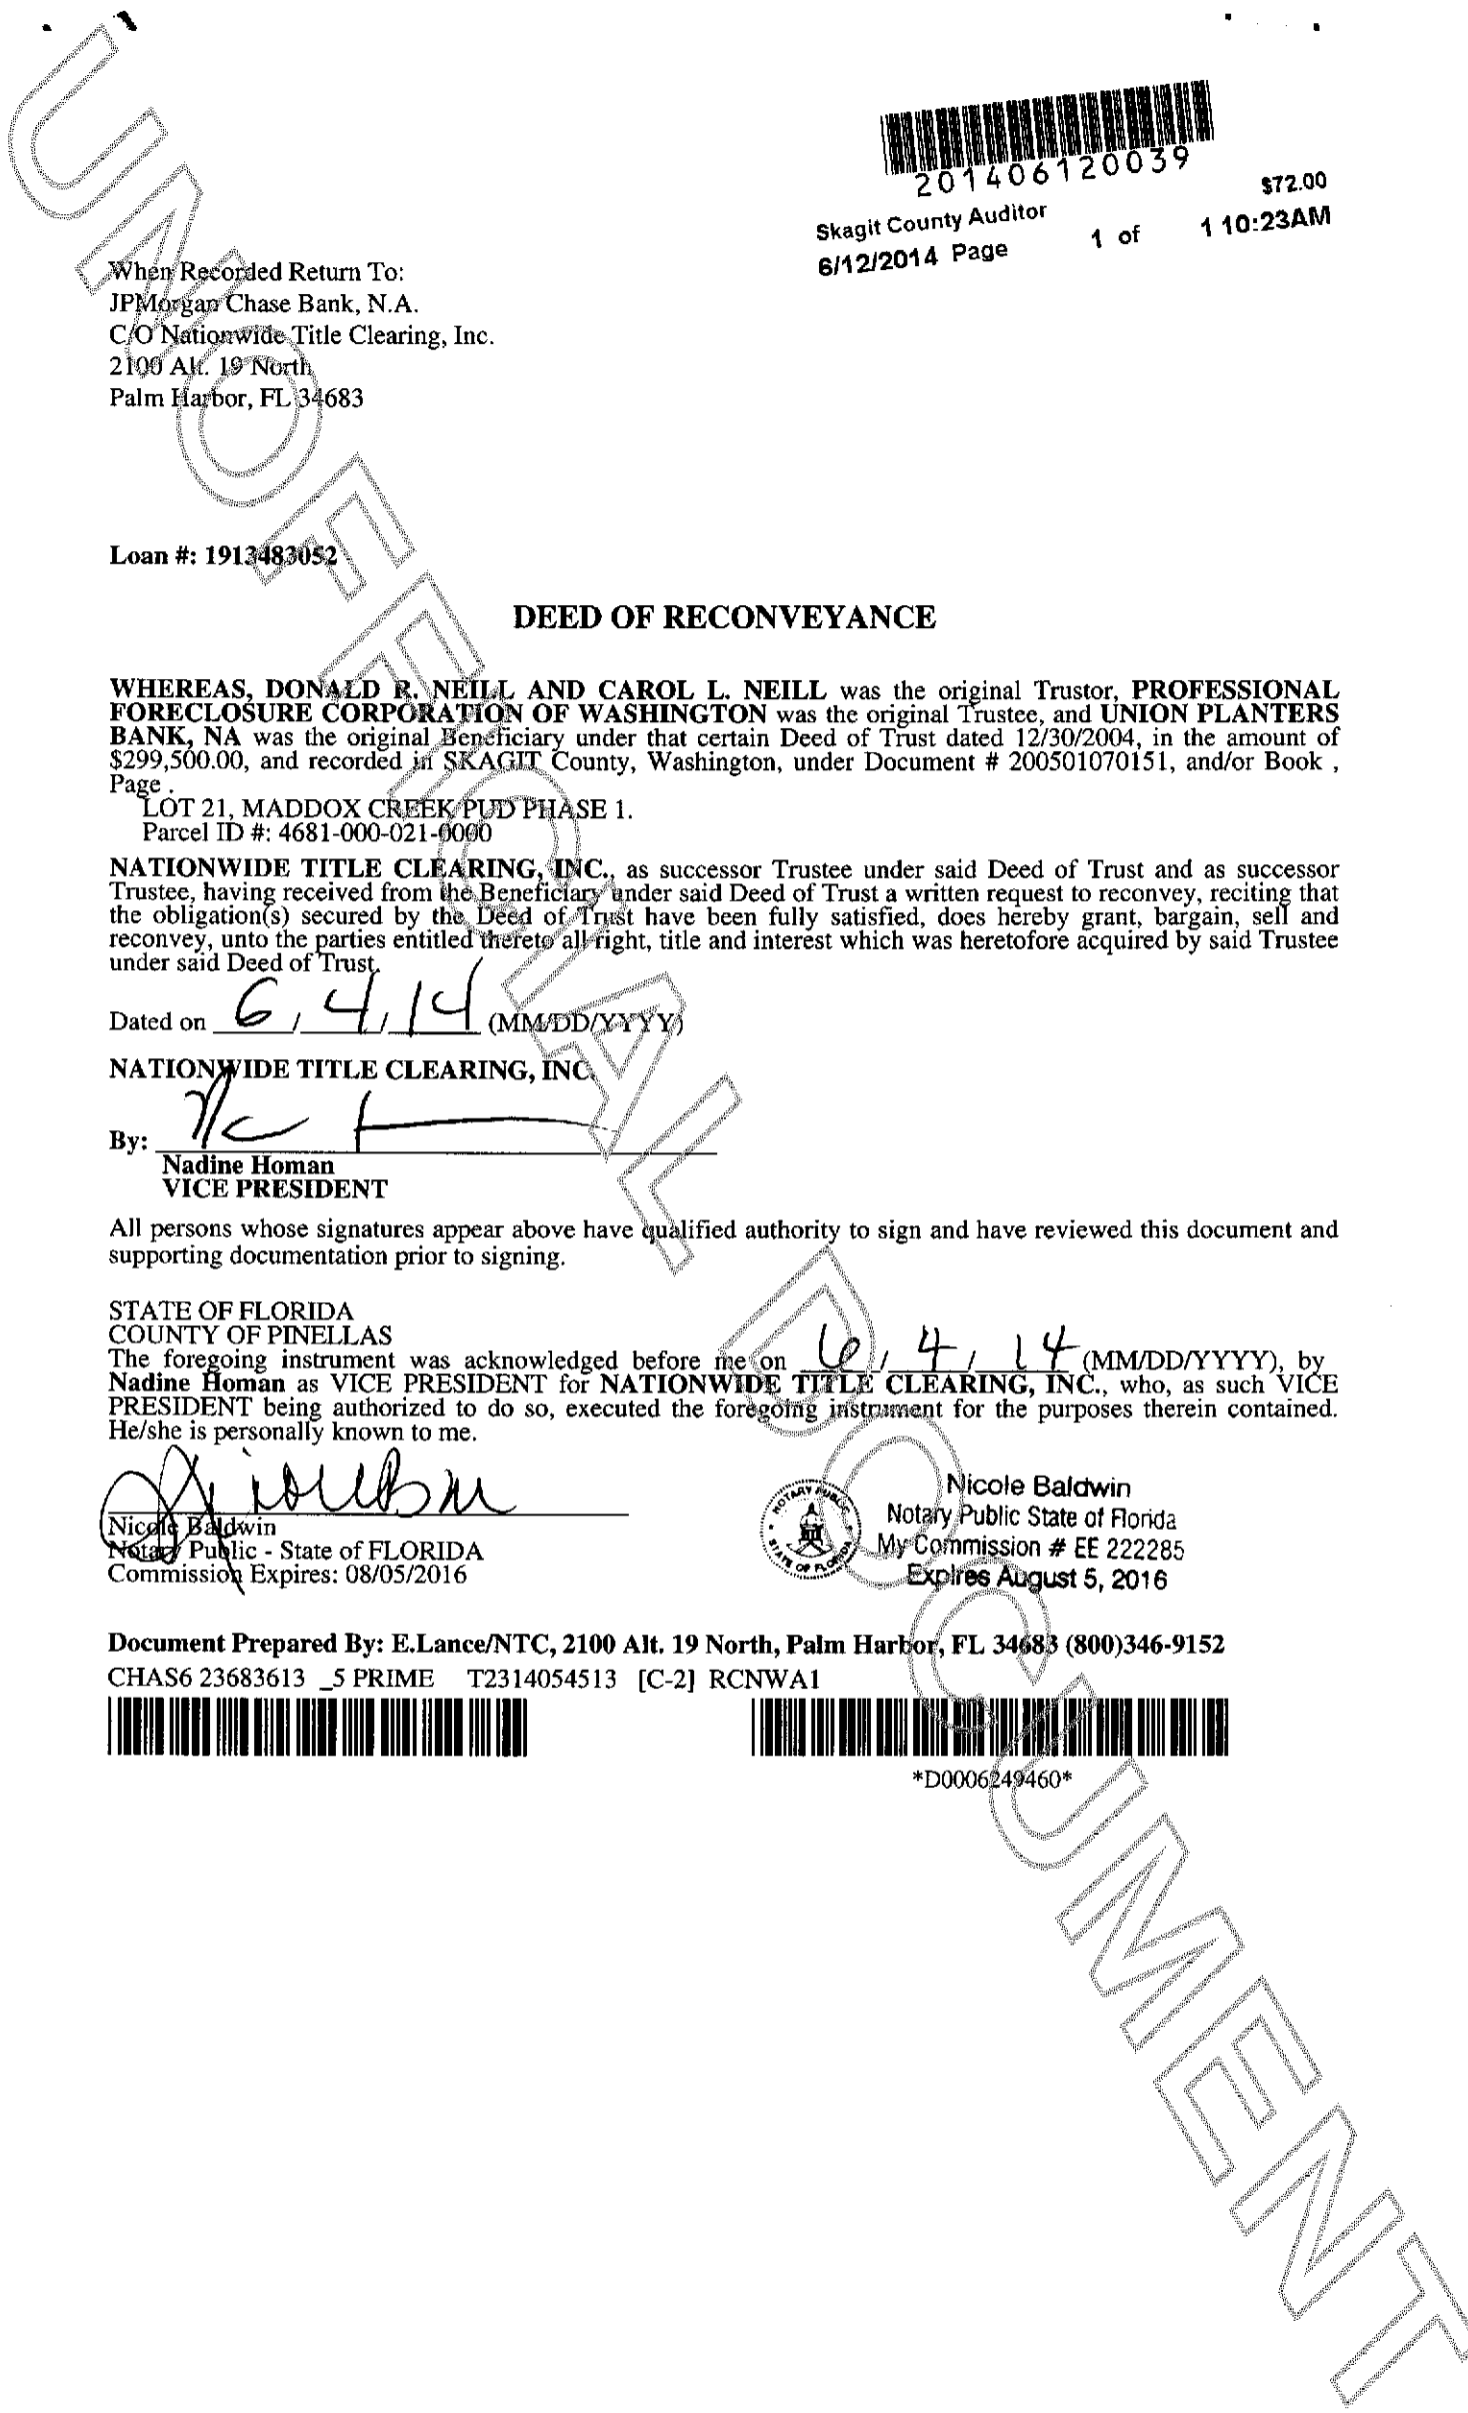 201406120039
$72.00
Skagit County Auditor
6/12/2014 Page 1 of 1 10:23AM
When Recorded Return To:
JPMorgan Chase Bank, N.A.
C/O Nationwide Title Clearing, Inc.
2100 Alt. 19 North
Palm Harbor, FL 34683
Loan #: 1913483052
DEED OF RECONVEYANCE
WHEREAS, DONALD R. NEILL AND CAROL L. NEILL was the original Trustor, PROFESSIONAL
FORECLOSURE CORPORATION OF WASHINGTON was the original Trustee, and UNION PLANTERS
BANK, NA was the original Beneficiary under that certain Deed of Trust dated 12/30/2004, in the amount of
$299,500.00, and recorded in SKAGIT County, Washington, under Document # 200501070151, and/or Book ,
Page .
LOT 21, MADDOX CREEK PUD PHASE 1.
Parcel ID #: 4681-000-021-0000
NATIONWIDE TITLE CLEARING, INC., as successor Trustee under said Deed of Trust and as successor
Trustee, having received from the Beneficiary under said Deed of Trust a written request to reconvey, reciting that
the obligation(s) secured by the Deed of Trust have been fully satisfied, does hereby grant, bargain, sell and
reconvey, unto the parties entitled thereto all right, title and interest which was heretofore acquired by said Trustee
under said Deed of Trust.
Dated on 6 / 4 / 14 (MM/DD/YYYY)
NATIONWIDE TITLE CLEARING, INC.
By:
Nadine Homan
VICE PRESIDENT
All persons whose signatures appear above have qualified authority to sign and have reviewed this document and
supporting documentation prior to signing.
STATE OF FLORIDA
COUNTY OF PINELLAS
The foregoing instrument was acknowledged before me on 6 / 4 / 14 (MM/DD/YYYY), by
Nadine Homan as VICE PRESIDENT for NATIONWIDE TITLE CLEARING, INC., who, as such VICE
PRESIDENT being authorized to do so, executed the foregoing instrument for the purposes therein contained.
He/she is personally known to me.
Nicole Baldwin
Notary Public - State of FLORIDA
Commission Expires: 08/05/2016
NOTARY PUBLIC
STATE OF FLORIDA
Nicole Baldwin
Notary Public State of Florida
My Commission # EE 222285
Expires August 5, 2016
Document Prepared By: E.Lance/NTC, 2100 Alt. 19 North, Palm Harbor, FL 34683 (800)346-9152
CHAS6 23683613 _5 PRIME T2314054513 [C-2] RCNWA1
*D0006249460*
UNOFFICIAL DOCUMENT